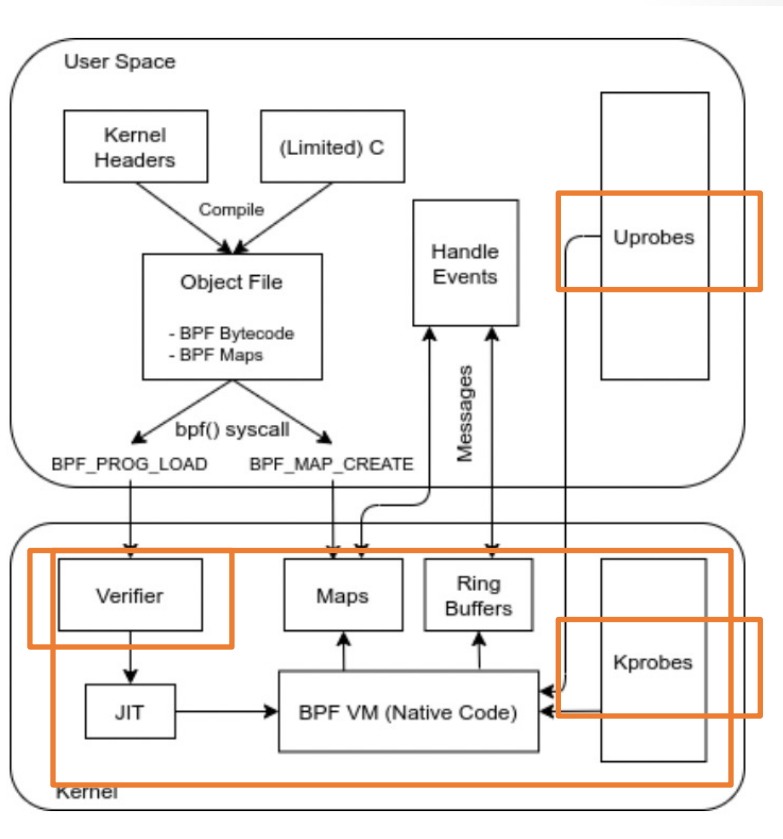 User Space
Kernel
Headers
(Limited) C
Compile
Object File
- BPF Bytecode
- BPF Maps
Handle
Events
Uprobes
Messages
bpf() syscall
BPF_PROG_LOAD
BPF_MAP_CREATE
Verifier
Maps
Ring
Buffers
Kprobes
JIT
BPF VM (Native Code)
Kernel